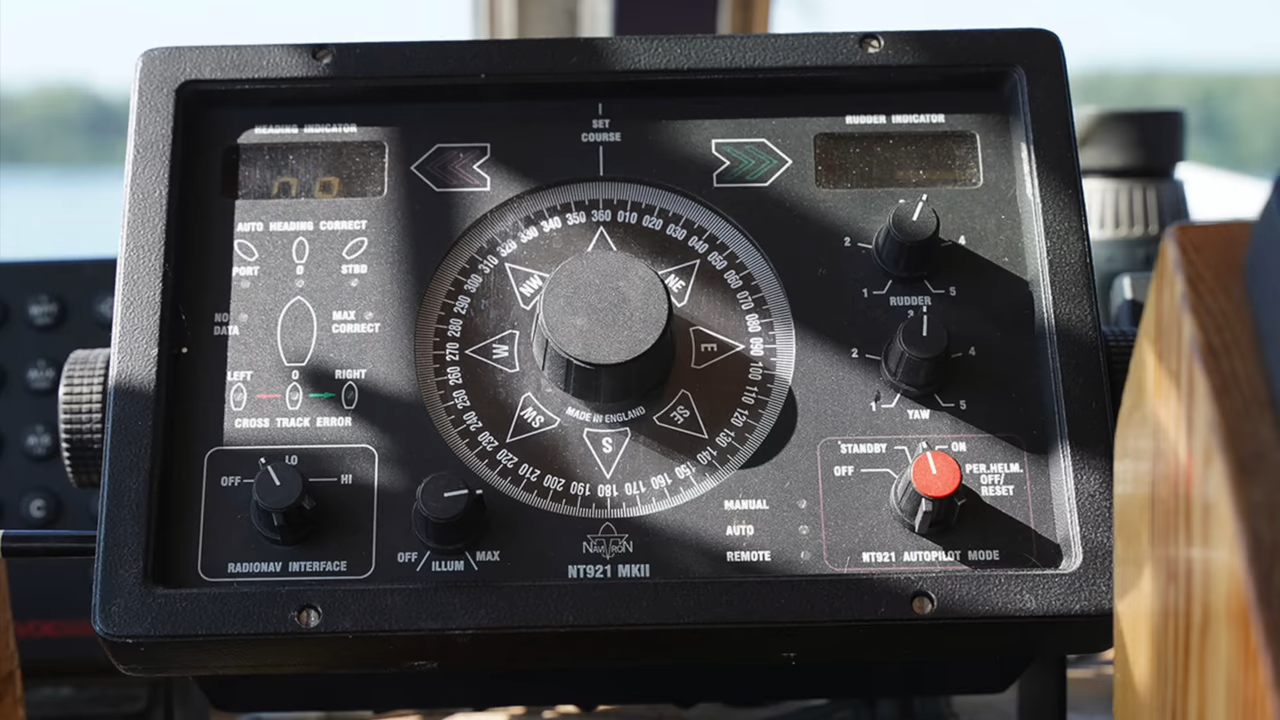 HEADING INDICATOR
SET
COURSE
RUDDER INDICATOR
AUTO HEADING CORRECT
PORT 0 STBD
NO DATA
MAX CORRECT
LEFT 0 RIGHT
CROSS TRACK ERROR
OFF LO HI
RADIONAV INTERFACE
OFF ILLUM MAX
360 010 020 030 040 050 060 070 080 090 100 110 120 130 140 150 160 170 180 190 200 210 220 230 240 250 260 270 280 290 300 310 320 330 340 350
NE
E
SE
S
SW
W
NW
MADE IN ENGLAND
NAVITRON
NT921 MKII
MANUAL
AUTO
REMOTE
1 2 4 5
RUDDER
1 2 3 4 5
YAW
OFF
STANDBY
ON
PER.HELM.
OFF/
RESET
NT921 AUTOPILOT MODE
C